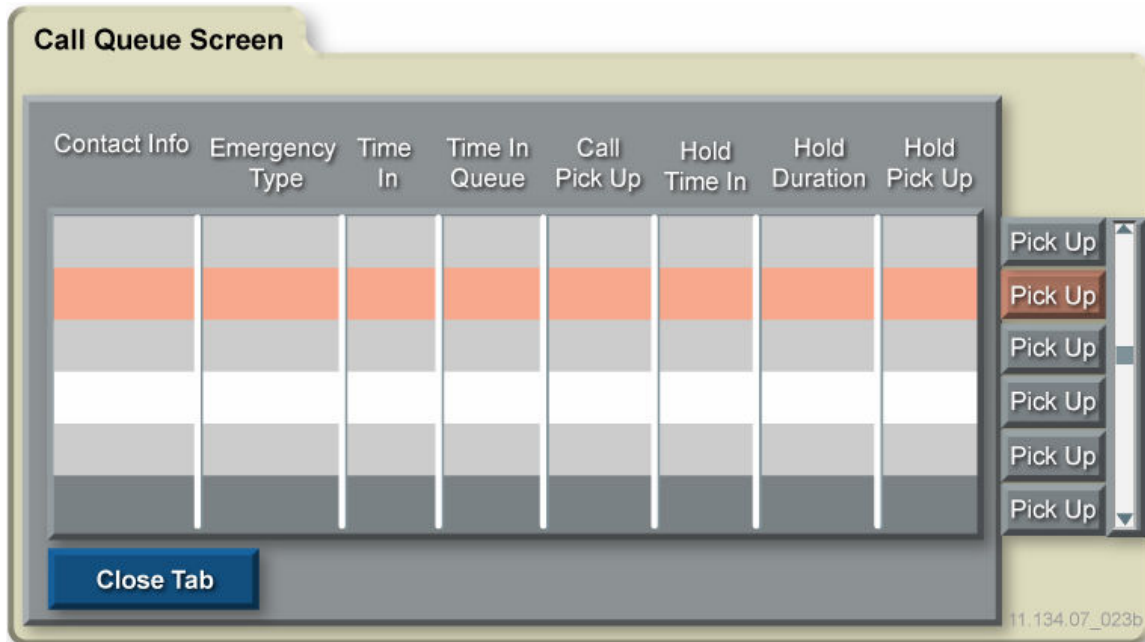 Call Queue Screen
Contact Info
Emergency
Type
Time
In
Time In
Queue
Call
Pick Up
Hold
Time In
Hold
Duration
Hold
Pick Up
Pick Up
Pick Up
Pick Up
Pick Up
Pick Up
Pick Up
Close Tab
11.134.07_023b